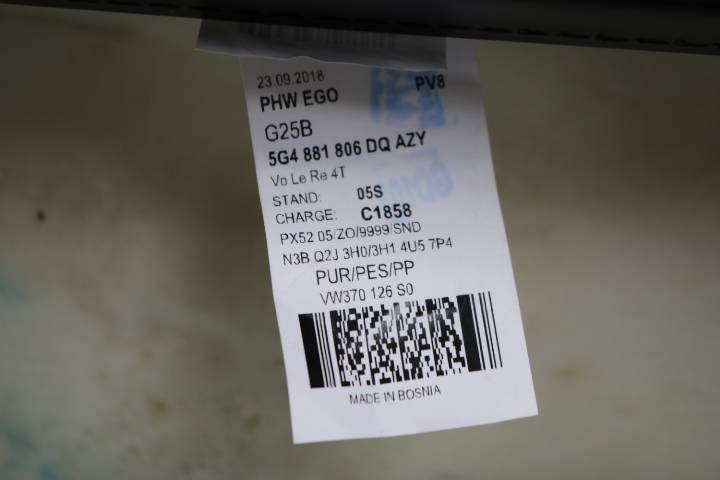 23.09.2018 PV8
PHW EGO
G25B
5G4 881 806 DQ AZY
Vo Le Re 4T
STAND: 05S
CHARGE: C1858
PX52 05/ZO/9999/SND
N3B Q2J 3H0/3H1 4U5 7P4
PUR/PES/PP
VW370 126 S0
MADE IN BOSNIA